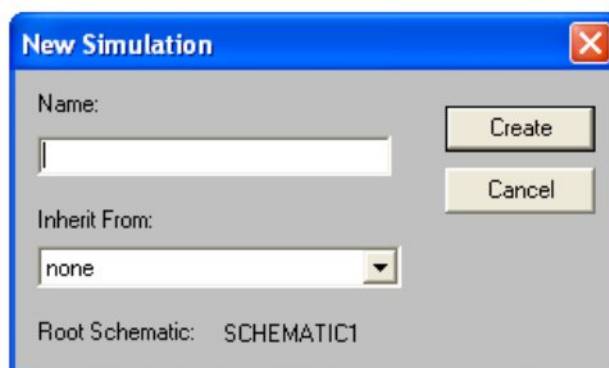 New Simulation
Name:
Create
Cancel
Inherit From:
none
Root Schematic: SCHEMATIC1